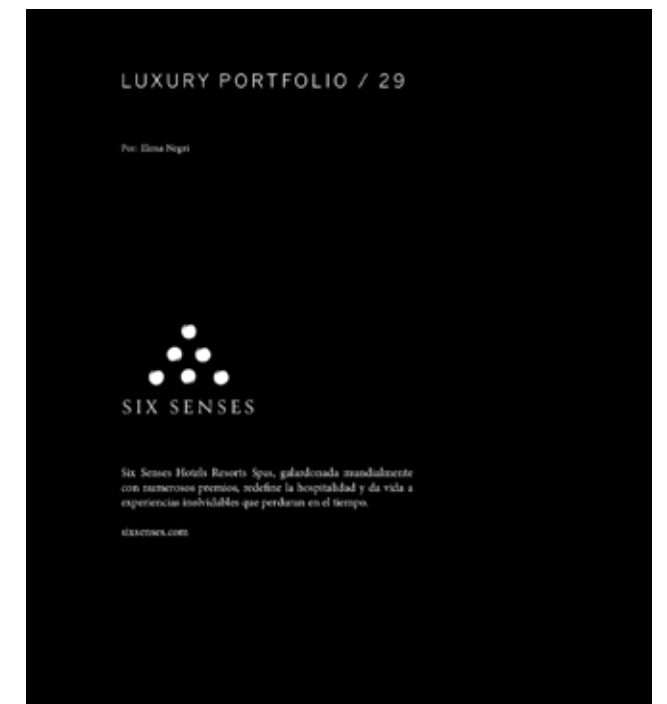 LUXURY PORTFOLIO / 29
Por: Elena Negri
SIX SENSES
Six Senses Hotels Resorts Spas, galardonada mundialmente
con numerosos premios, redefine la hospitalidad y da vida a
experiencias inolvidables que perduran en el tiempo.
sixsenses.com